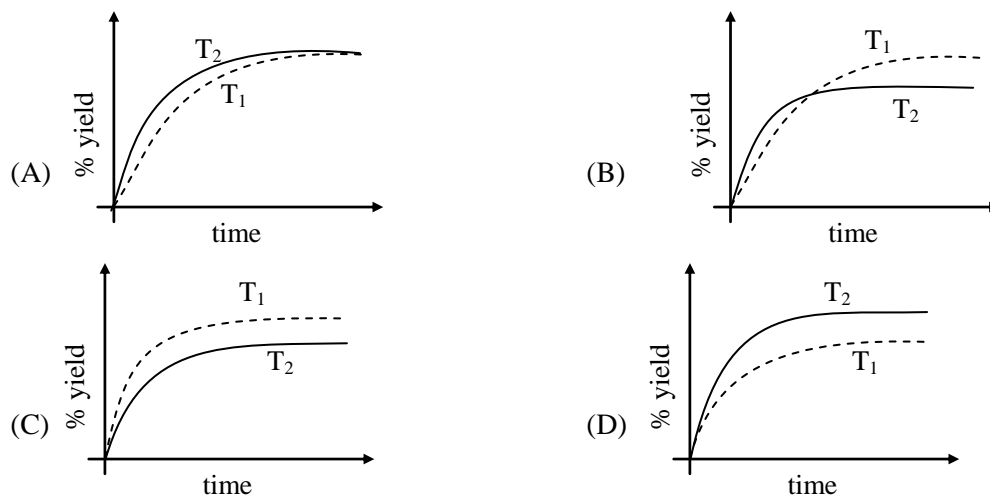 T₂
T₁
% yield
(A)
time
T₁
T₂
% yield
(B)
time
T₁
T₂
% yield
(C)
time
T₂
T₁
% yield
(D)
time